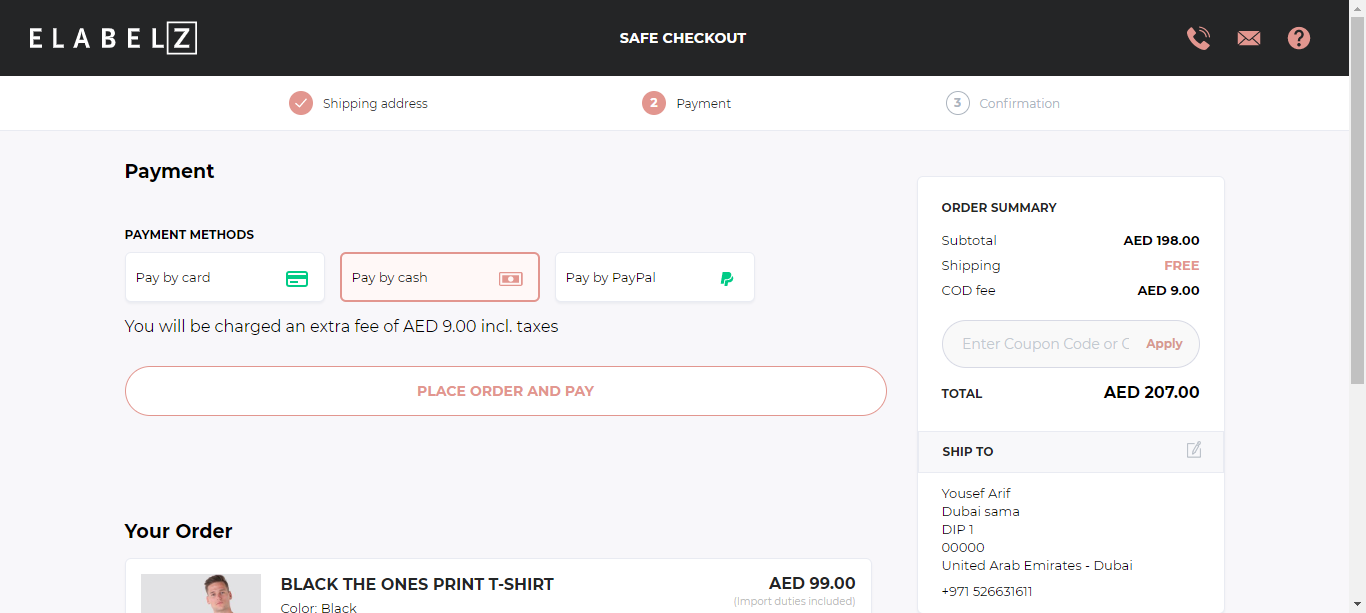 ELABELZ
SAFE CHECKOUT
Shipping address
2 Payment
3 Confirmation
Payment
PAYMENT METHODS
Pay by card
Pay by cash
Pay by PayPal
You will be charged an extra fee of AED 9.00 incl. taxes
PLACE ORDER AND PAY
Your Order
BLACK THE ONES PRINT T-SHIRT
AED 99.00
(Import duties included)
Color: Black
ORDER SUMMARY
Subtotal AED 198.00
Shipping FREE
COD fee AED 9.00
Enter Coupon Code or C Apply
TOTAL AED 207.00
SHIP TO
Yousef Arif
Dubai sama
DIP 1
00000
United Arab Emirates - Dubai
+971 526631611